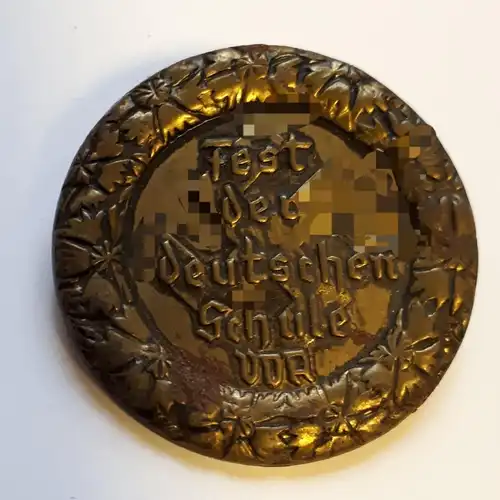 Fest
der
deutschen
Schule
VDA